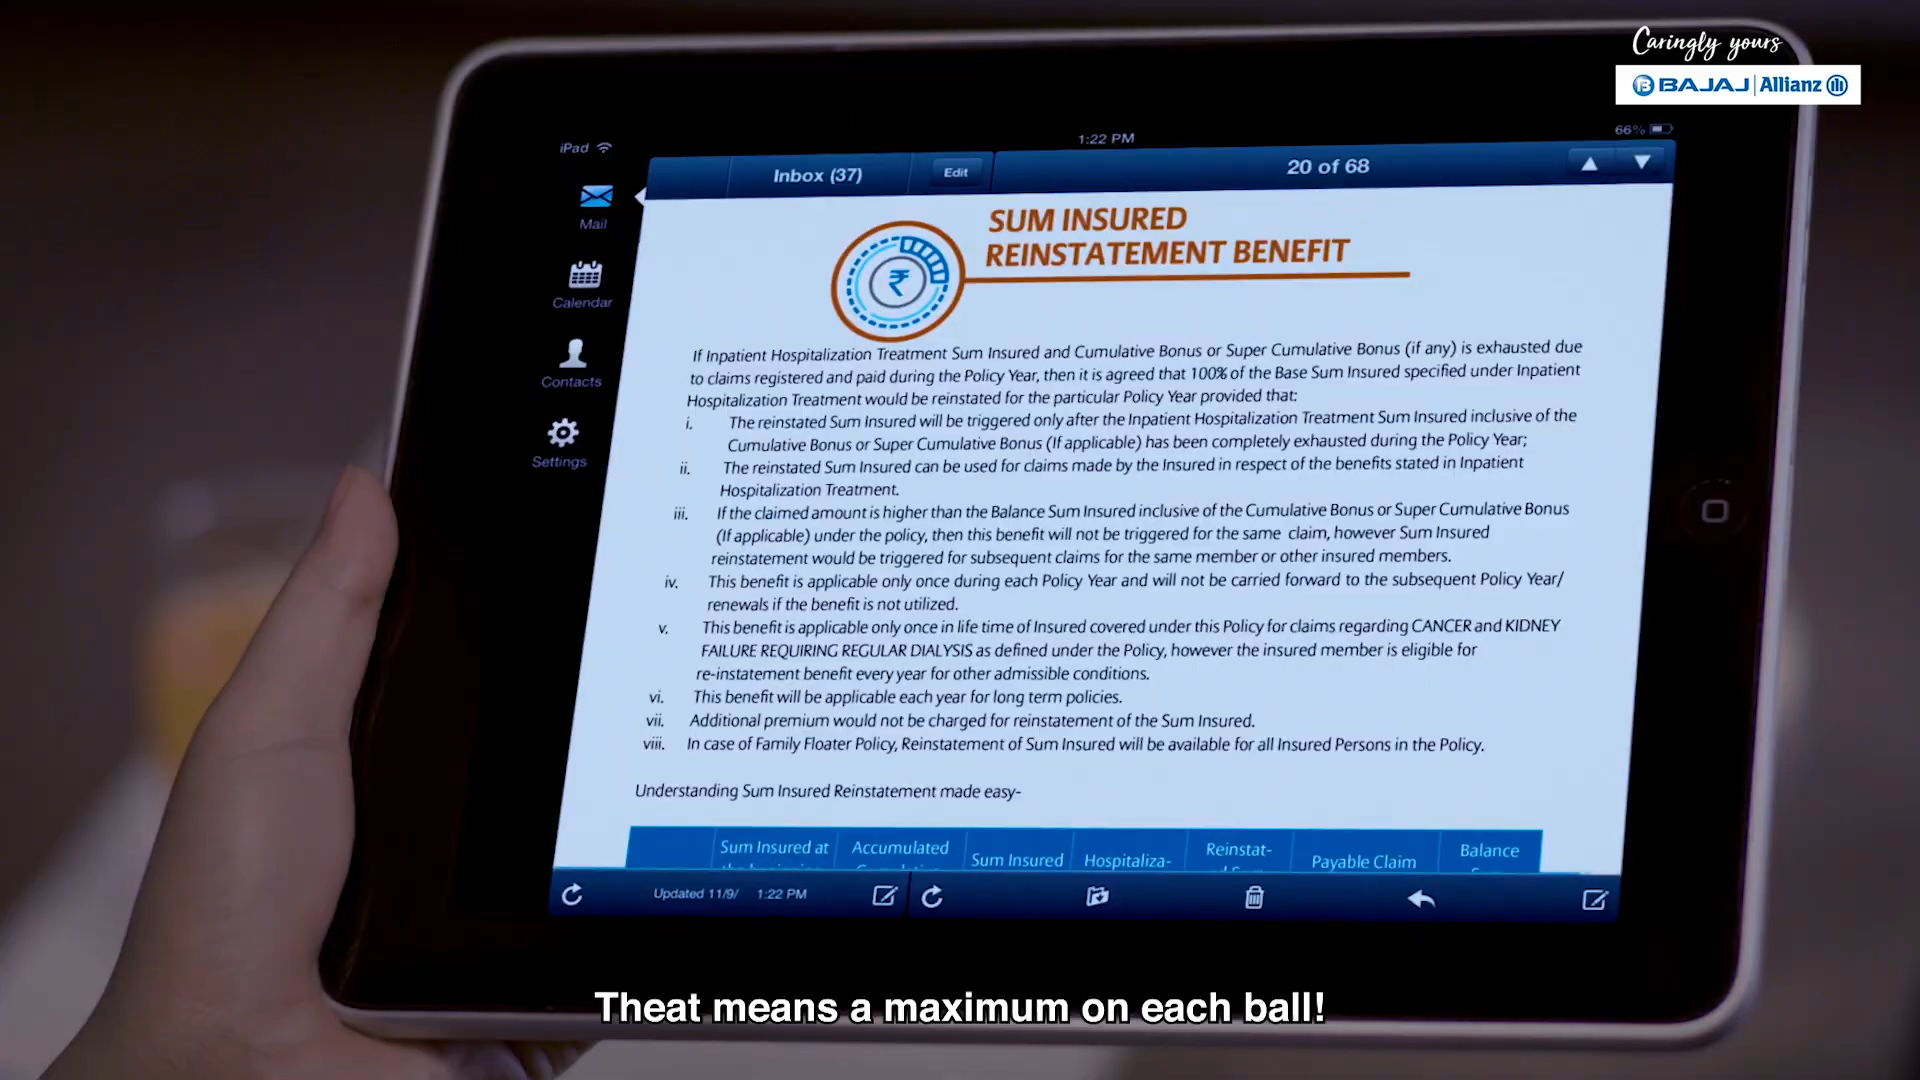 Caringly yours
BAJAJ | Allianz
iPad
1:22 PM
66%
Inbox (37)
Edit
20 of 68
Mail
Calendar
Contacts
Settings
SUM INSURED
REINSTATEMENT BENEFIT
If Inpatient Hospitalization Treatment Sum Insured and Cumulative Bonus or Super Cumulative Bonus (if any) is exhausted due
to claims registered and paid during the Policy Year, then it is agreed that 100% of the Base Sum Insured specified under Inpatient
Hospitalization Treatment would be reinstated for the particular Policy Year provided that:
i. The reinstated Sum Insured will be triggered only after the Inpatient Hospitalization Treatment Sum Insured inclusive of the
Cumulative Bonus or Super Cumulative Bonus (If applicable) has been completely exhausted during the Policy Year;
ii. The reinstated Sum Insured can be used for claims made by the Insured in respect of the benefits stated in Inpatient
Hospitalization Treatment.
iii. If the claimed amount is higher than the Balance Sum Insured inclusive of the Cumulative Bonus or Super Cumulative Bonus
(If applicable) under the policy, then this benefit will not be triggered for the same claim, however Sum Insured
reinstatement would be triggered for subsequent claims for the same member or other insured members.
iv. This benefit is applicable only once during each Policy Year and will not be carried forward to the subsequent Policy Year/
renewals if the benefit is not utilized.
v. This benefit is applicable only once in life time of Insured covered under this Policy for claims regarding CANCER and KIDNEY
FAILURE REQUIRING REGULAR DIALYSIS as defined under the Policy, however the insured member is eligible for
re-instatement benefit every year for other admissible conditions.
vi. This benefit will be applicable each year for long term policies.
vii. Additional premium would not be charged for reinstatement of the Sum Insured.
viii. In case of Family Floater Policy, Reinstatement of Sum Insured will be available for all Insured Persons in the Policy.
Understanding Sum Insured Reinstatement made easy-
Sum Insured at Accumulated Sum Insured Hospitaliza- Reinstat- Payable Claim Balance
Updated 11/9/ 1:22 PM
Theat means a maximum on each ball!